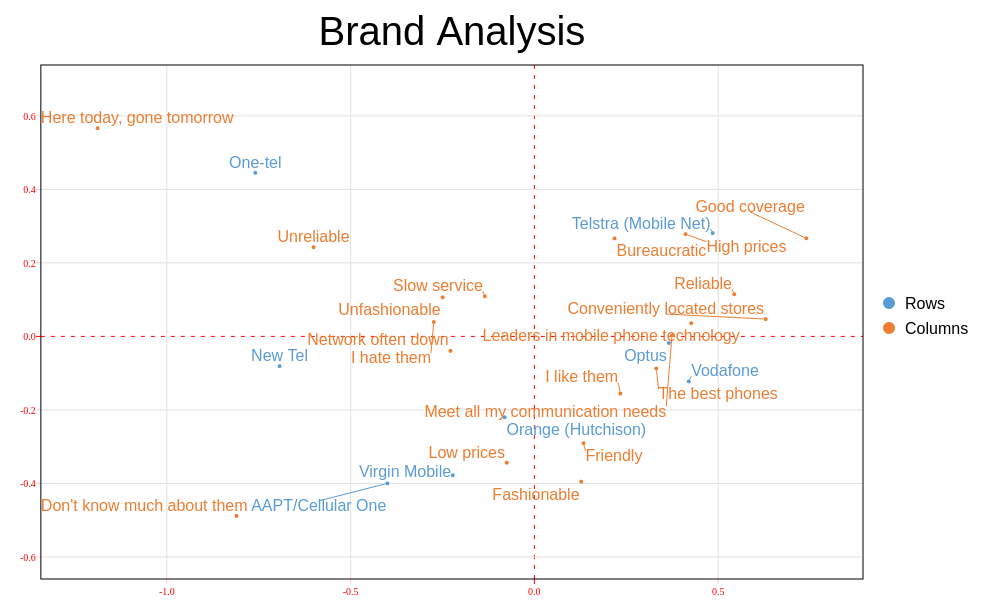 Brand Analysis
0.6
Here today, gone tomorrow
One-tel
0.4
Good coverage
Telstra (Mobile Net)
Unreliable
Bureaucratic
High prices
0.2
Slow service
Reliable
Unfashionable
Conveniently located stores
0.0
Network often down
Leaders in mobile phone technology
New Tel
I hate them
Optus
I like them
Vodafone
The best phones
-0.2
Meet all my communication needs
Orange (Hutchison)
Low prices
Friendly
Virgin Mobile
-0.4
Fashionable
Don't know much about them
AAPT/Cellular One
-0.6
-1.0
-0.5
0.0
0.5
Rows
Columns